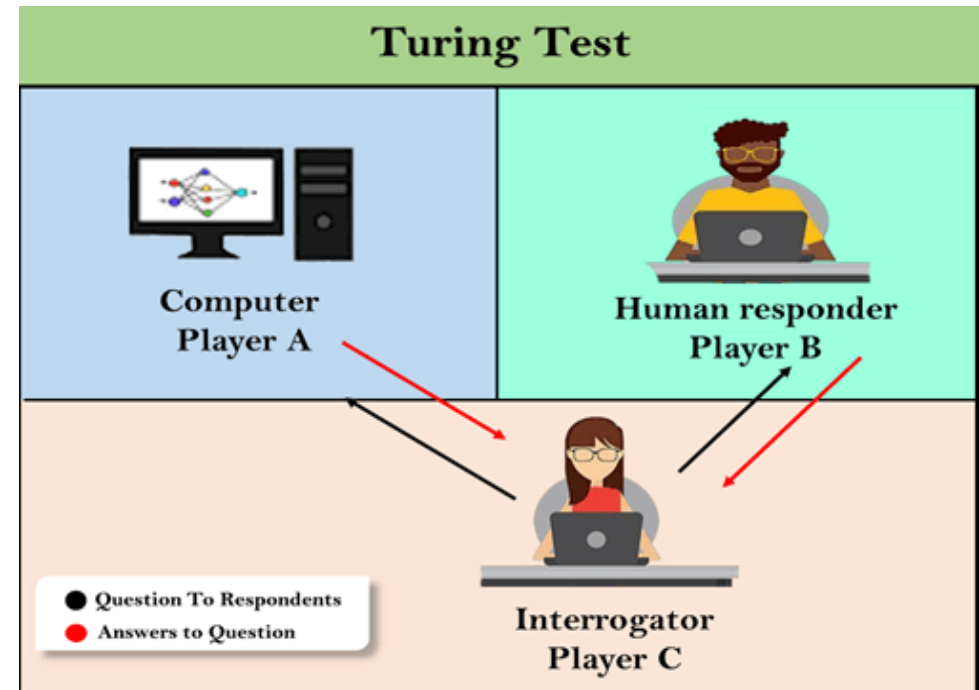 Turing Test
Computer
Player A
Human responder
Player B
Interrogator
Player C
Question To Respondents
Answers to Question